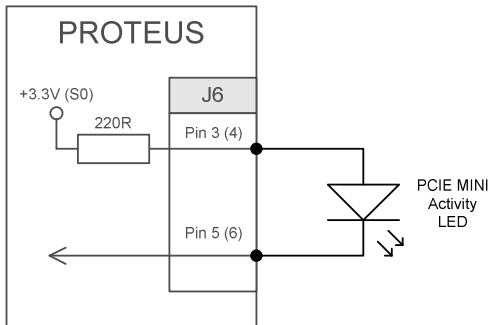 PROTEUS
+3.3V (S0)
J6
220R
Pin 3 (4)
PCIE MINI
Activity
LED
Pin 5 (6)